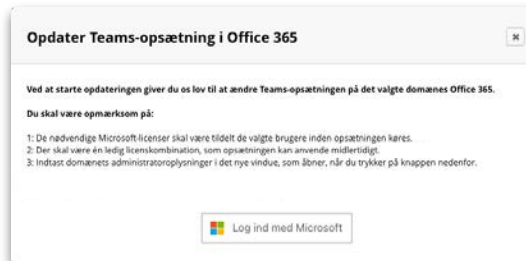 Opdater Teams-opsætning i Office 365
Ved at starte opdateringen giver du os lov til at ændre Teams-opsætningen på det valgte domænes Office 365.
Du skal være opmærksom på:
1: De nødvendige Microsoft-licenser skal være tildelt de valgte brugere inden opsætningen køres.
2: Der skal være én ledig licenskombination, som opsætningen kan anvende midlertidigt.
3: Indtast domænets administratoroplysninger i det nye vindue, som åbner, når du trykker på knappen nedenfor.
Log ind med Microsoft